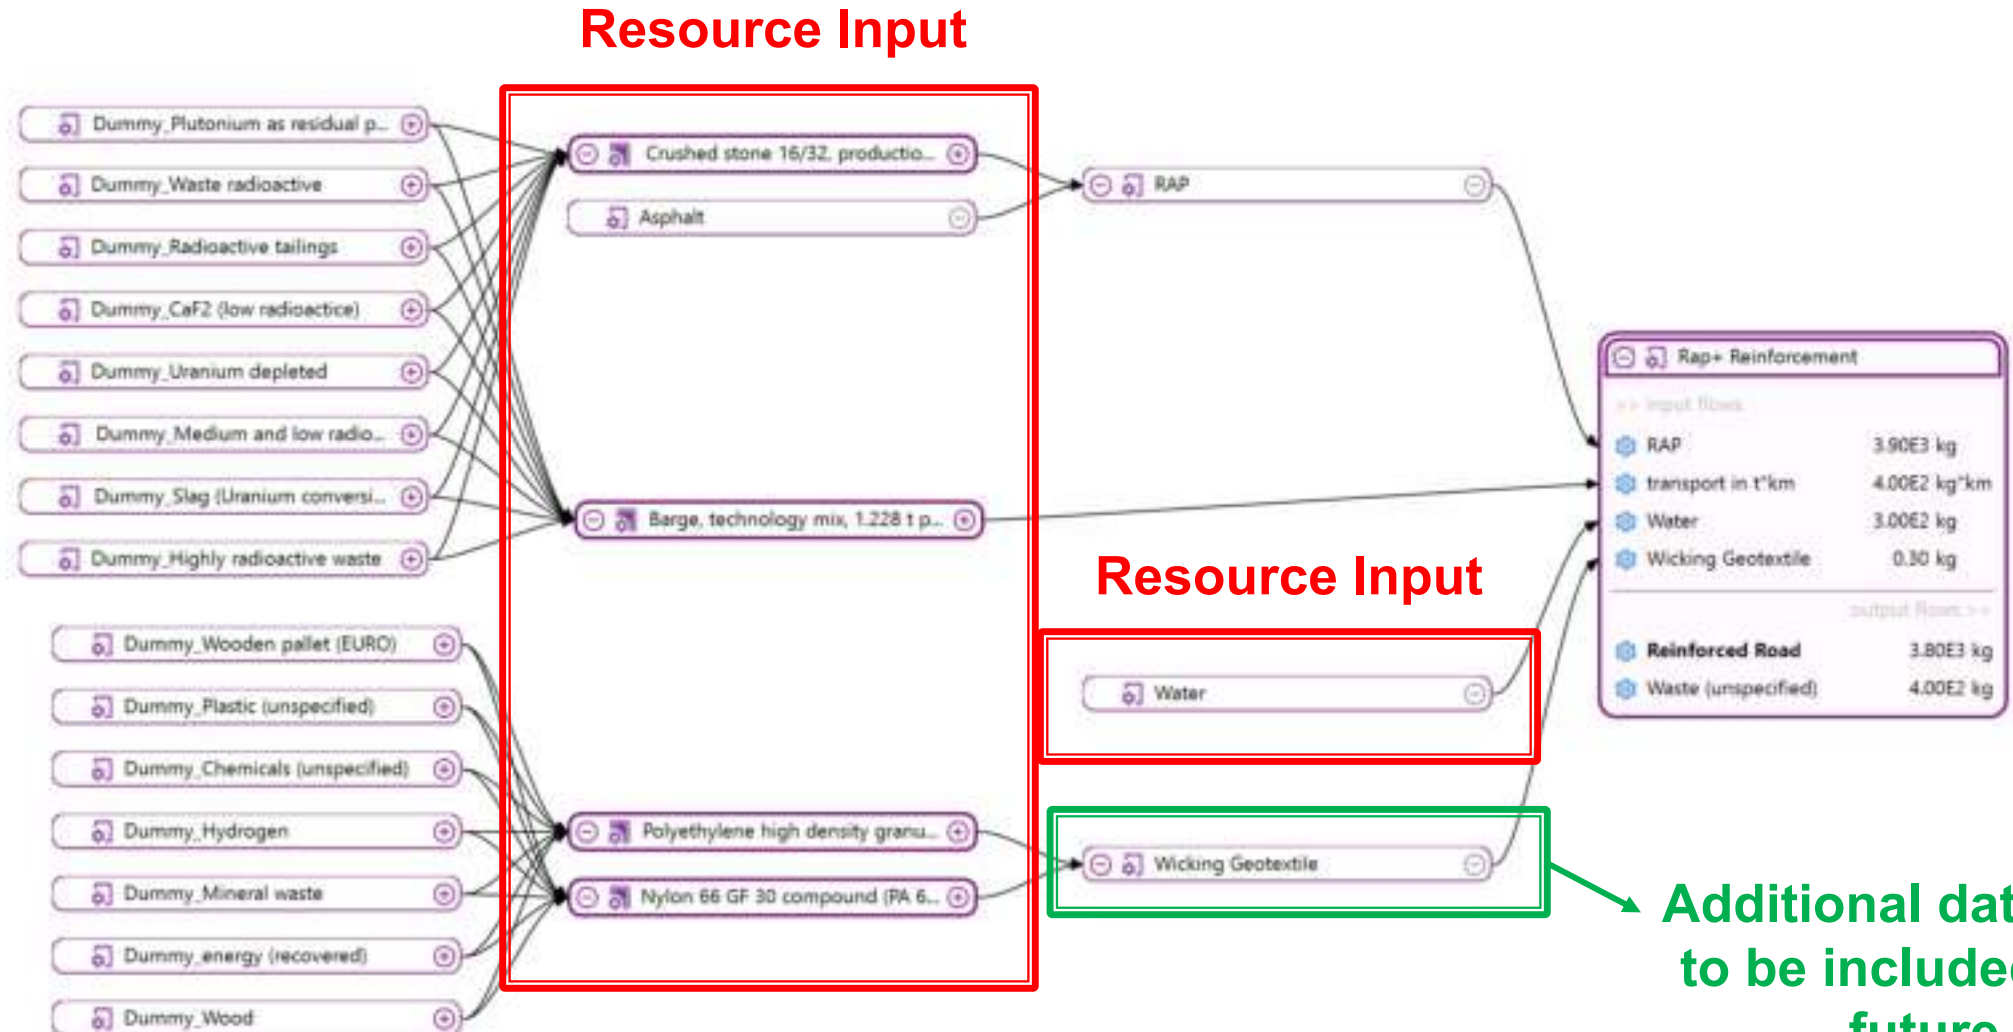 Resource Input
Dummy_Plutonium as residual p...
Dummy_Waste radioactive
Dummy_Radioactive tailings
Dummy_CaF2 (low radioactice)
Dummy_Uranium depleted
Dummy_Medium and low radio...
Dummy_Slag (Uranium conversi...
Dummy_Highly radioactive waste
Dummy_Wooden pallet (EURO)
Dummy_Plastic (unspecified)
Dummy_Chemicals (unspecified)
Dummy_Hydrogen
Dummy_Mineral waste
Dummy_energy (recovered)
Dummy_Wood
Crushed stone 16/32, productio...
Asphalt
Barge, technology mix, 1.228 t p...
Polyethylene high density granu...
Nylon 66 GF 30 compound (PA 6...
RAP
Resource Input
Water
Wicking Geotextile
Rap+ Reinforcement
>> input flows
RAP 3.90E3 kg
transport in t*km 4.00E2 kg*km
Water 3.00E2 kg
Wicking Geotextile 0.30 kg
output flows >>
Reinforced Road 3.80E3 kg
Waste (unspecified) 4.00E2 kg
Additional dat
to be include
future